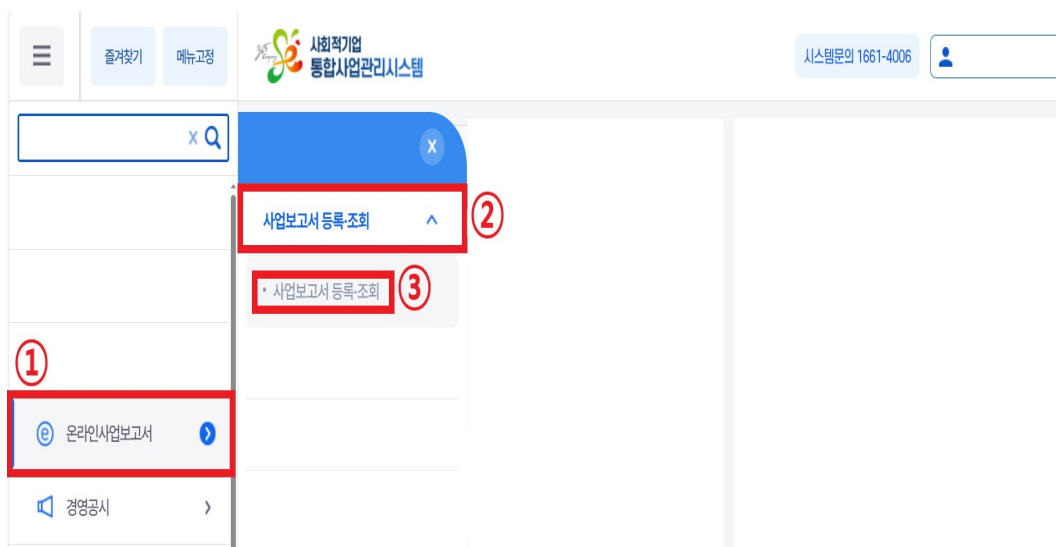 즐겨찾기
메뉴고정
사회적기업
통합사업관리시스템
시스템문의 1661-4006
x
x
사업보고서 등록·조회
②
• 사업보고서 등록·조회
③
①
e 온라인사업보고서
경영공시